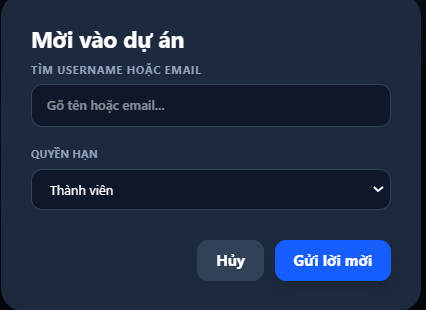 Mời vào dự án
TÌM USERNAME HOẶC EMAIL
Gõ tên hoặc email...
QUYỀN HẠN
Thành viên
Hủy
Gửi lời mời